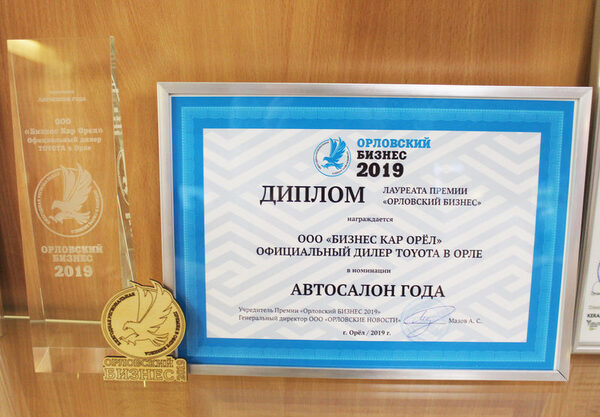 АВТОСАЛОН ГОДА
ООО
«Бизнес Кар Орёл»
Официальный дилер
TOYOTA в Орле
ОРЛОВСКИЙ
БИЗНЕС
2019
ОРЛОВСКИЙ
БИЗНЕС
ОРЛОВСКИЙ
БИЗНЕС
2019
ДИПЛОМ
ЛАУРЕАТА ПРЕМИИ
«ОРЛОВСКИЙ БИЗНЕС»
награждается
ООО «БИЗНЕС КАР ОРЁЛ»
ОФИЦИАЛЬНЫЙ ДИЛЕР TOYOTA В ОРЛЕ
в номинации
АВТОСАЛОН ГОДА
Учредитель Премии «Орловский БИЗНЕС 2019»
Генеральный директор ООО «ОРЛОВСКИЕ НОВОСТИ»
Мазов А. С.
г. Орёл / 2019 г.